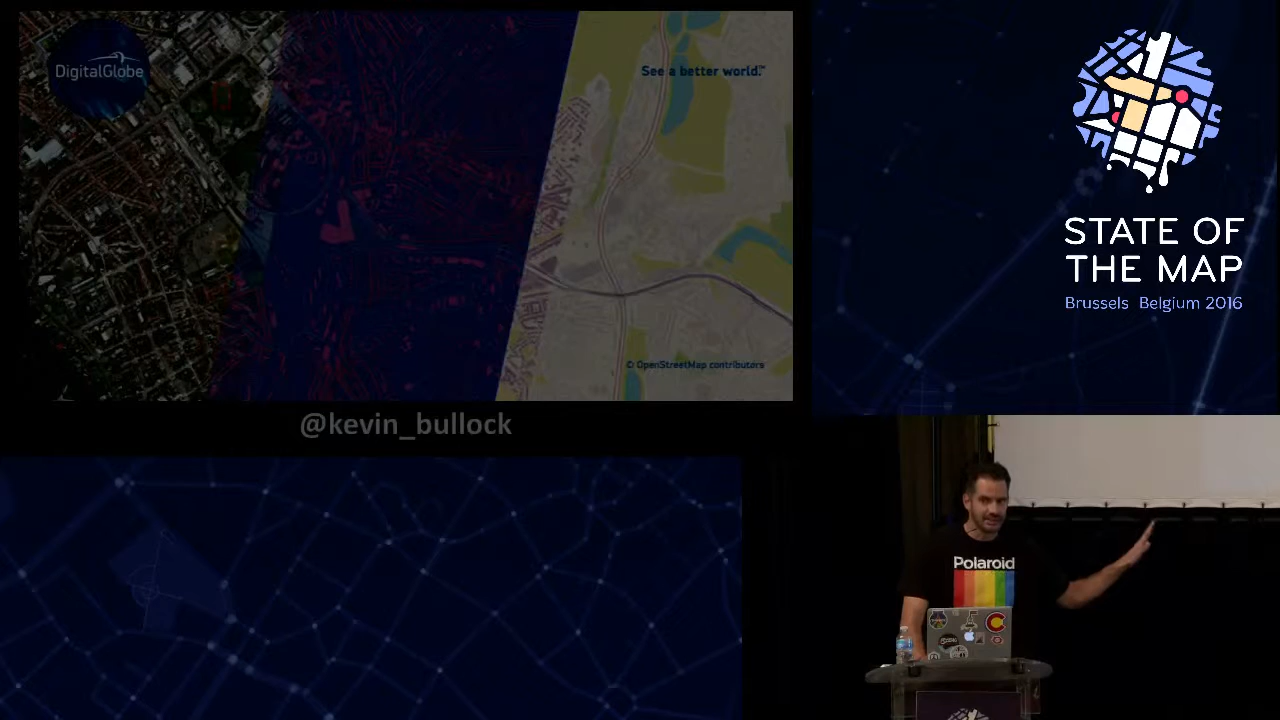 DigitalGlobe
See a better world.™
© OpenStreetMap contributors
@kevin_bullock
STATE OF
THE MAP
Brussels Belgium 2016
Polaroid